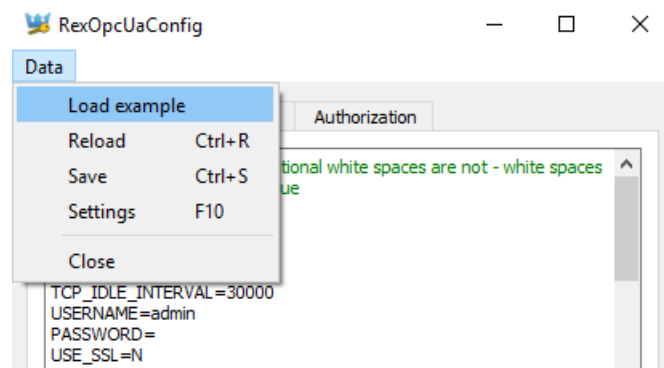 RexOpcUaConfig
Data
Load example
Reload Ctrl+R
Save Ctrl+S
Settings F10
Close
Authorization
tional white spaces are not - white spaces
ue
TCP_IDLE_INTERVAL=30000
USERNAME=admin
PASSWORD=
USE_SSL=N